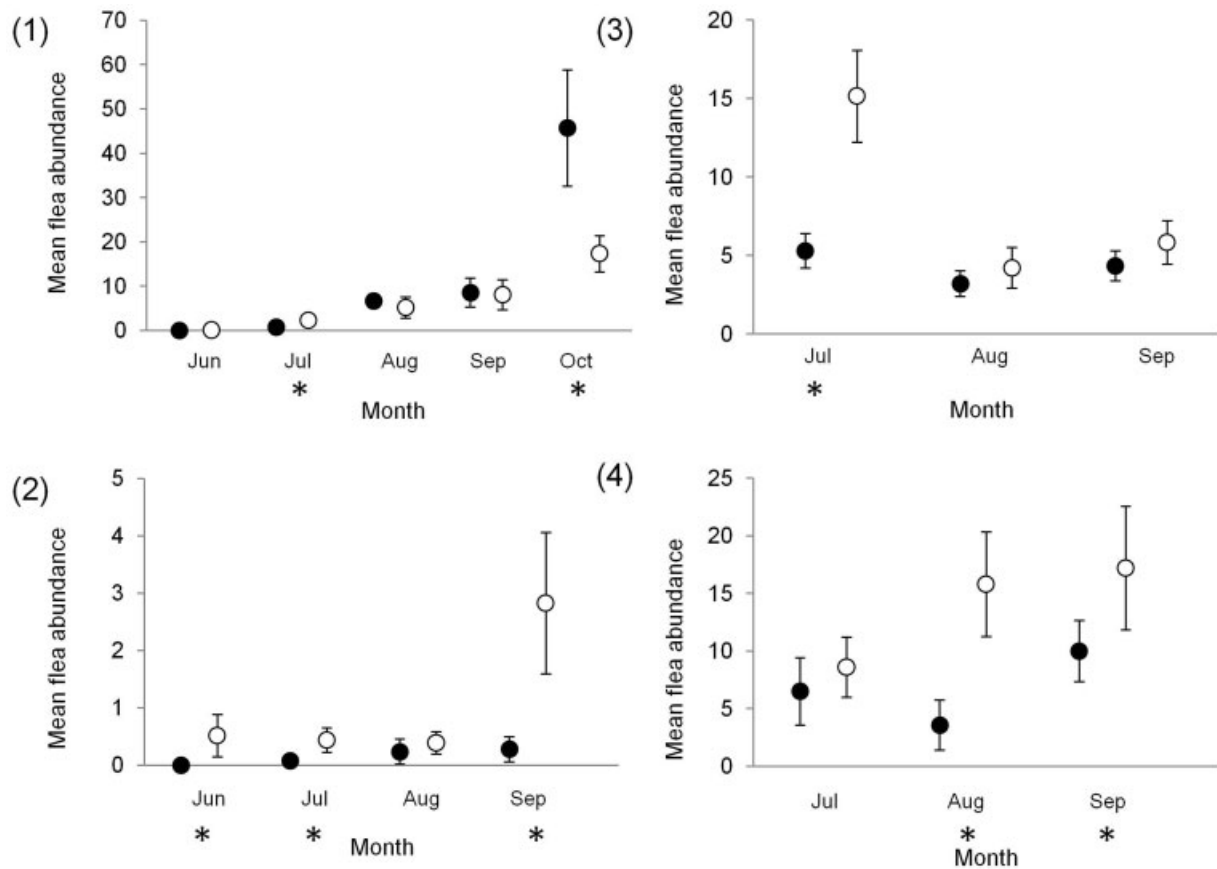 (1)
Mean flea abundance
70
60
50
40
30
20
10
0
Jun Jul Aug Sep Oct
* *
Month
(3)
Mean flea abundance
20
15
10
5
0
Jul Aug Sep
*
Month
(2)
Mean flea abundance
5
4
3
2
1
0
Jun Jul Aug Sep
* * *
Month
(4)
Mean flea abundance
25
20
15
10
5
0
Jul Aug Sep
* *
Month